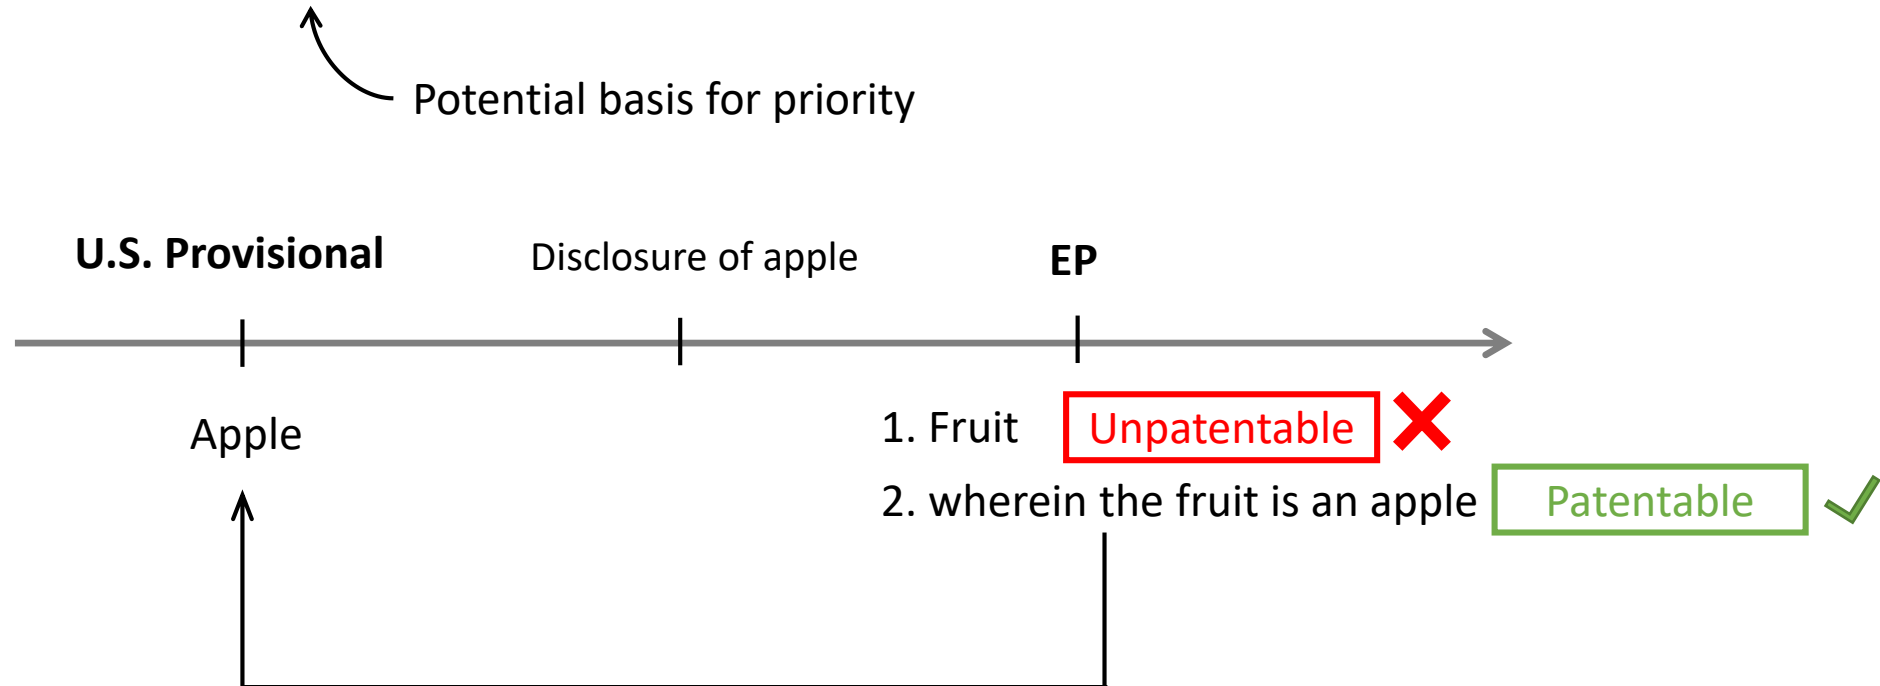 Potential basis for priority
U.S. Provisional
Disclosure of apple
EP
Apple
1. Fruit Unpatentable
2. wherein the fruit is an apple Patentable